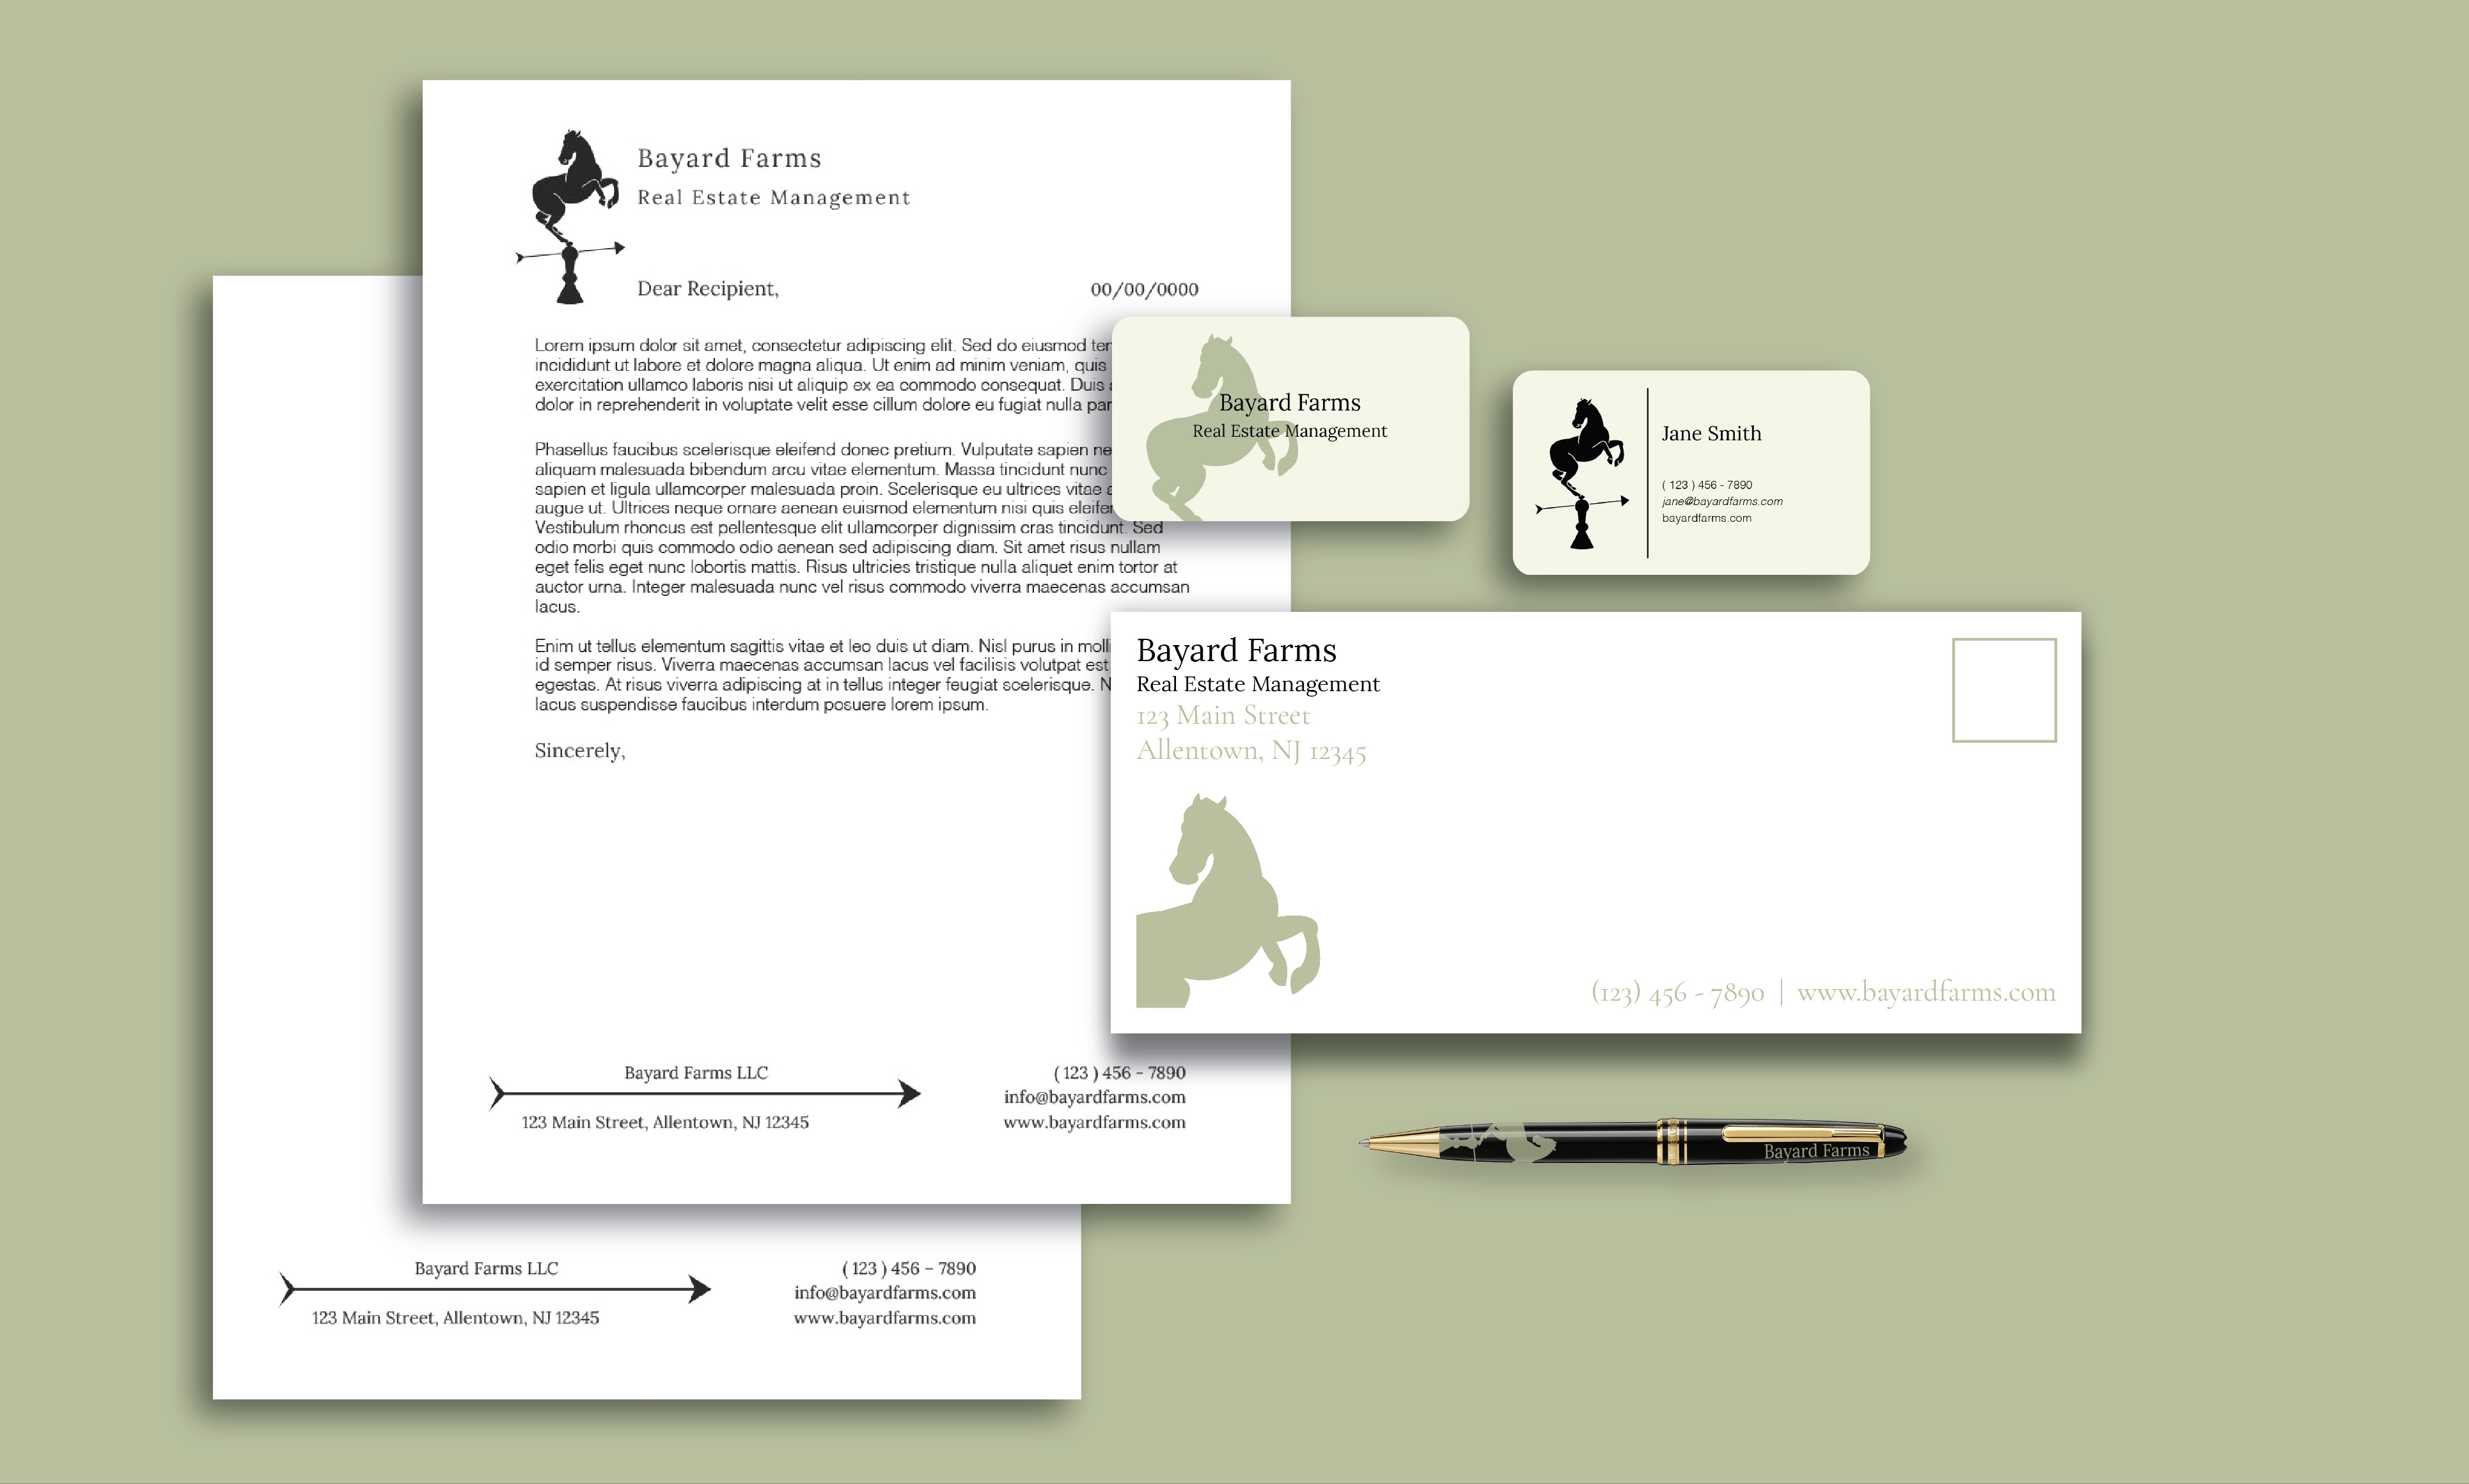 Bayard Farms
Real Estate Management
Dear Recipient,
00/00/0000
Lorem ipsum dolor sit amet, consectetur adipiscing elit. Sed do eiusmod
incididunt ut labore et dolore magna aliqua. Ut enim ad minim veniam, quis
exercitation ullamco laboris nisi ut aliquip ex ea commodo consequat. Duis
dolor in reprehenderit in voluptate velit esse cillum dolore eu fugiat nulla
Phasellus faucibus scelerisque eleifend donec pretium. Vulputate sapien
aliquam malesuada bibendum arcu vitae elementum. Massa tincidunt nunc
sapien et ligula ullamcorper malesuada proin. Scelerisque eu ultrices vitae
augue ut. Ultrices neque ornare aenean euismod elementum nisi quis
Vestibulum rhoncus est pellentesque elit ullamcorper dignissim cras tincidunt. Sed
odio morbi quis commodo odio aenean sed adipiscing diam. Sit amet risus nullam
eget felis eget nunc lobortis mattis. Risus ultricies tristique nulla aliquet enim tortor at
auctor urna. Integer malesuada nunc vel risus commodo viverra maecenas accumsan
lacus.
Enim ut tellus elementum sagittis vitae et leo duis ut diam. Nisl purus in
id semper risus. Viverra maecenas accumsan lacus vel facilisis volutpat est
egestas. At risus viverra adipiscing at in tellus integer feugiat scelerisque.
lacus suspendisse faucibus interdum posuere lorem ipsum.
Sincerely,
Bayard Farms LLC
123 Main Street, Allentown, NJ 12345
( 123 ) 456 - 7890
info@bayardfarms.com
www.bayardfarms.com
Bayard Farms LLC
123 Main Street, Allentown, NJ 12345
( 123 ) 456 - 7890
info@bayardfarms.com
www.bayardfarms.com
Bayard Farms
Real Estate Management
Jane Smith
( 123 ) 456 - 7890
jane@bayardfarms.com
bayardfarms.com
Bayard Farms
Real Estate Management
123 Main Street
Allentown, NJ 12345
(123) 456 - 7890 | www.bayardfarms.com
Bayard Farms